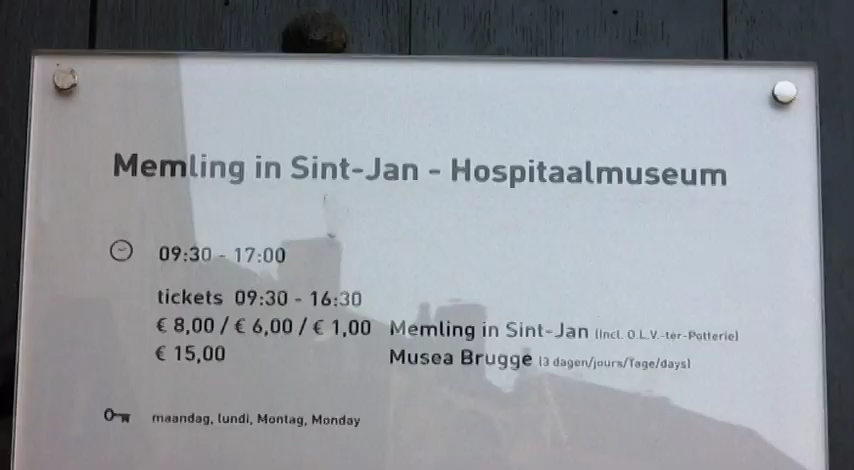 Memling in Sint-Jan - Hospitaalmuseum
09:30 - 17:00
tickets 09:30 - 16:30
€ 8,00 / € 6,00 / € 1,00 Memling in Sint-Jan (Incl. O.L.V.-ter-Potterie)
€ 15,00 Musea Brugge (3 dagen/jours/Tage/days)
maandag, lundi, Montag, Monday